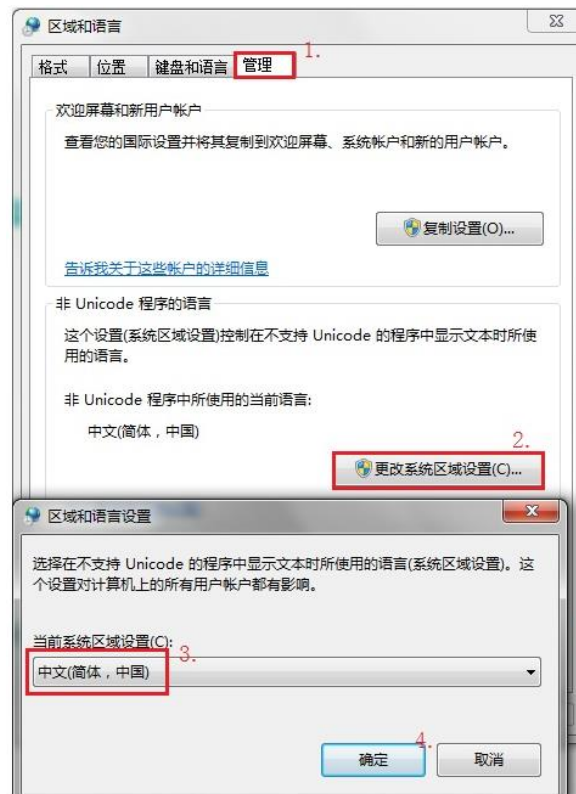 区域和语言
格式 位置 键盘和语言 管理 1.
欢迎屏幕和新用户帐户
查看您的国际设置并将其复制到欢迎屏幕、系统帐户和新的用户帐户。
复制设置(O)...
告诉我关于这些帐户的详细信息
非 Unicode 程序的语言
这个设置(系统区域设置)控制在不支持 Unicode 的程序中显示文本时所使
用的语言。
非 Unicode 程序中所使用的当前语言:
中文(简体，中国)
2.
更改系统区域设置(C)...
区域和语言设置
选择在不支持 Unicode 的程序中显示文本时所使用的语言(系统区域设置)。这
个设置对计算机上的所有用户帐户都有影响。
当前系统区域设置(C):
3.
中文(简体，中国)
4.
确定 取消